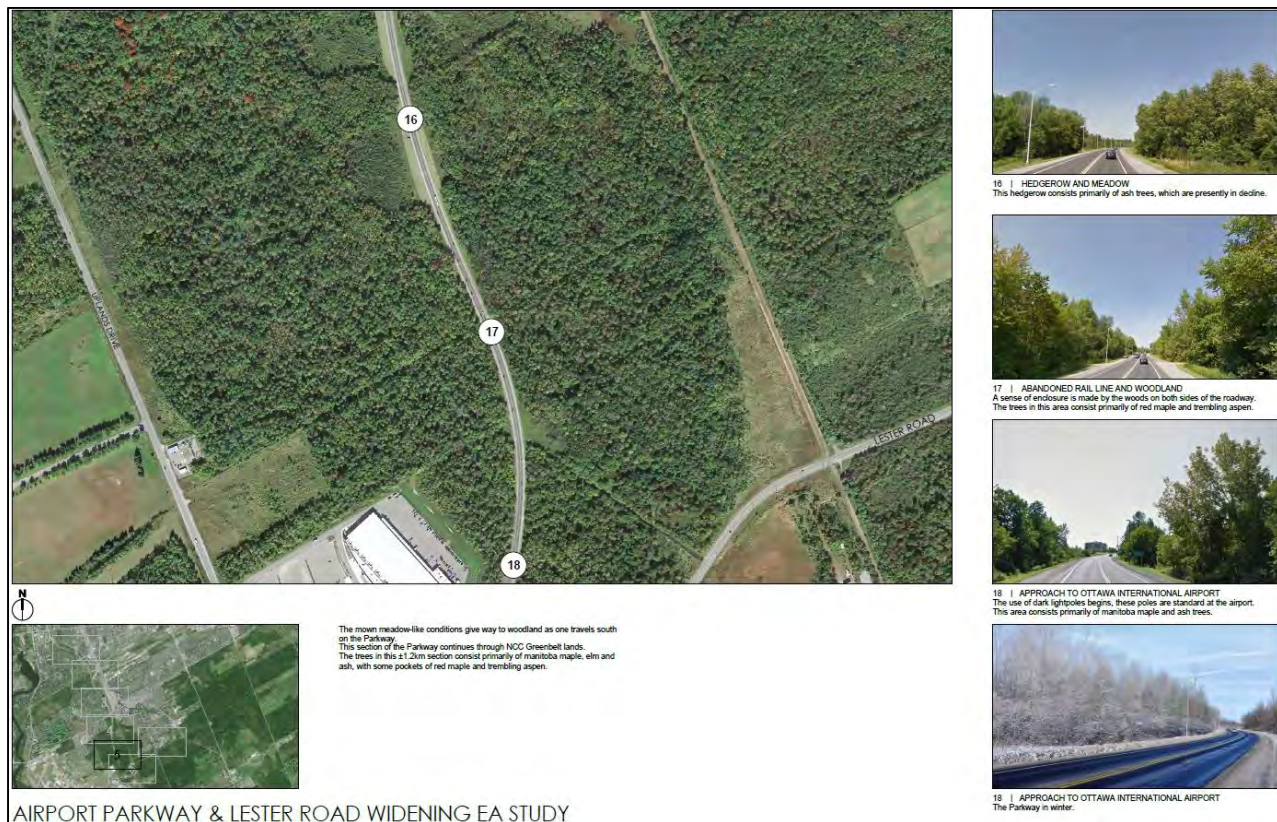 16
17
18
UPLANDS DRIVE
LESTER ROAD
N
5
16 | HEDGEROW AND MEADOW
This hedgerow consists primarily of ash trees, which are presently in decline.
17 | ABANDONED RAIL LINE AND WOODLAND
A sense of enclosure is made by the woods on both sides of the roadway.
The trees in this area consist primarily of red maple and trembling aspen.
18 | APPROACH TO OTTAWA INTERNATIONAL AIRPORT
The use of dark lightpoles begins, these poles are standard at the airport.
This area consists primarily of manitoba maple and ash trees.
18 | APPROACH TO OTTAWA INTERNATIONAL AIRPORT
The Parkway in winter.
The mown meadow-like conditions give way to woodland as one travels south
on the Parkway.
This section of the Parkway continues through NCC Greenbelt lands.
The trees in this ±1.2km section consist primarily of manitoba maple, elm and
ash, with some pockets of red maple and trembling aspen.
AIRPORT PARKWAY & LESTER ROAD WIDENING EA STUDY